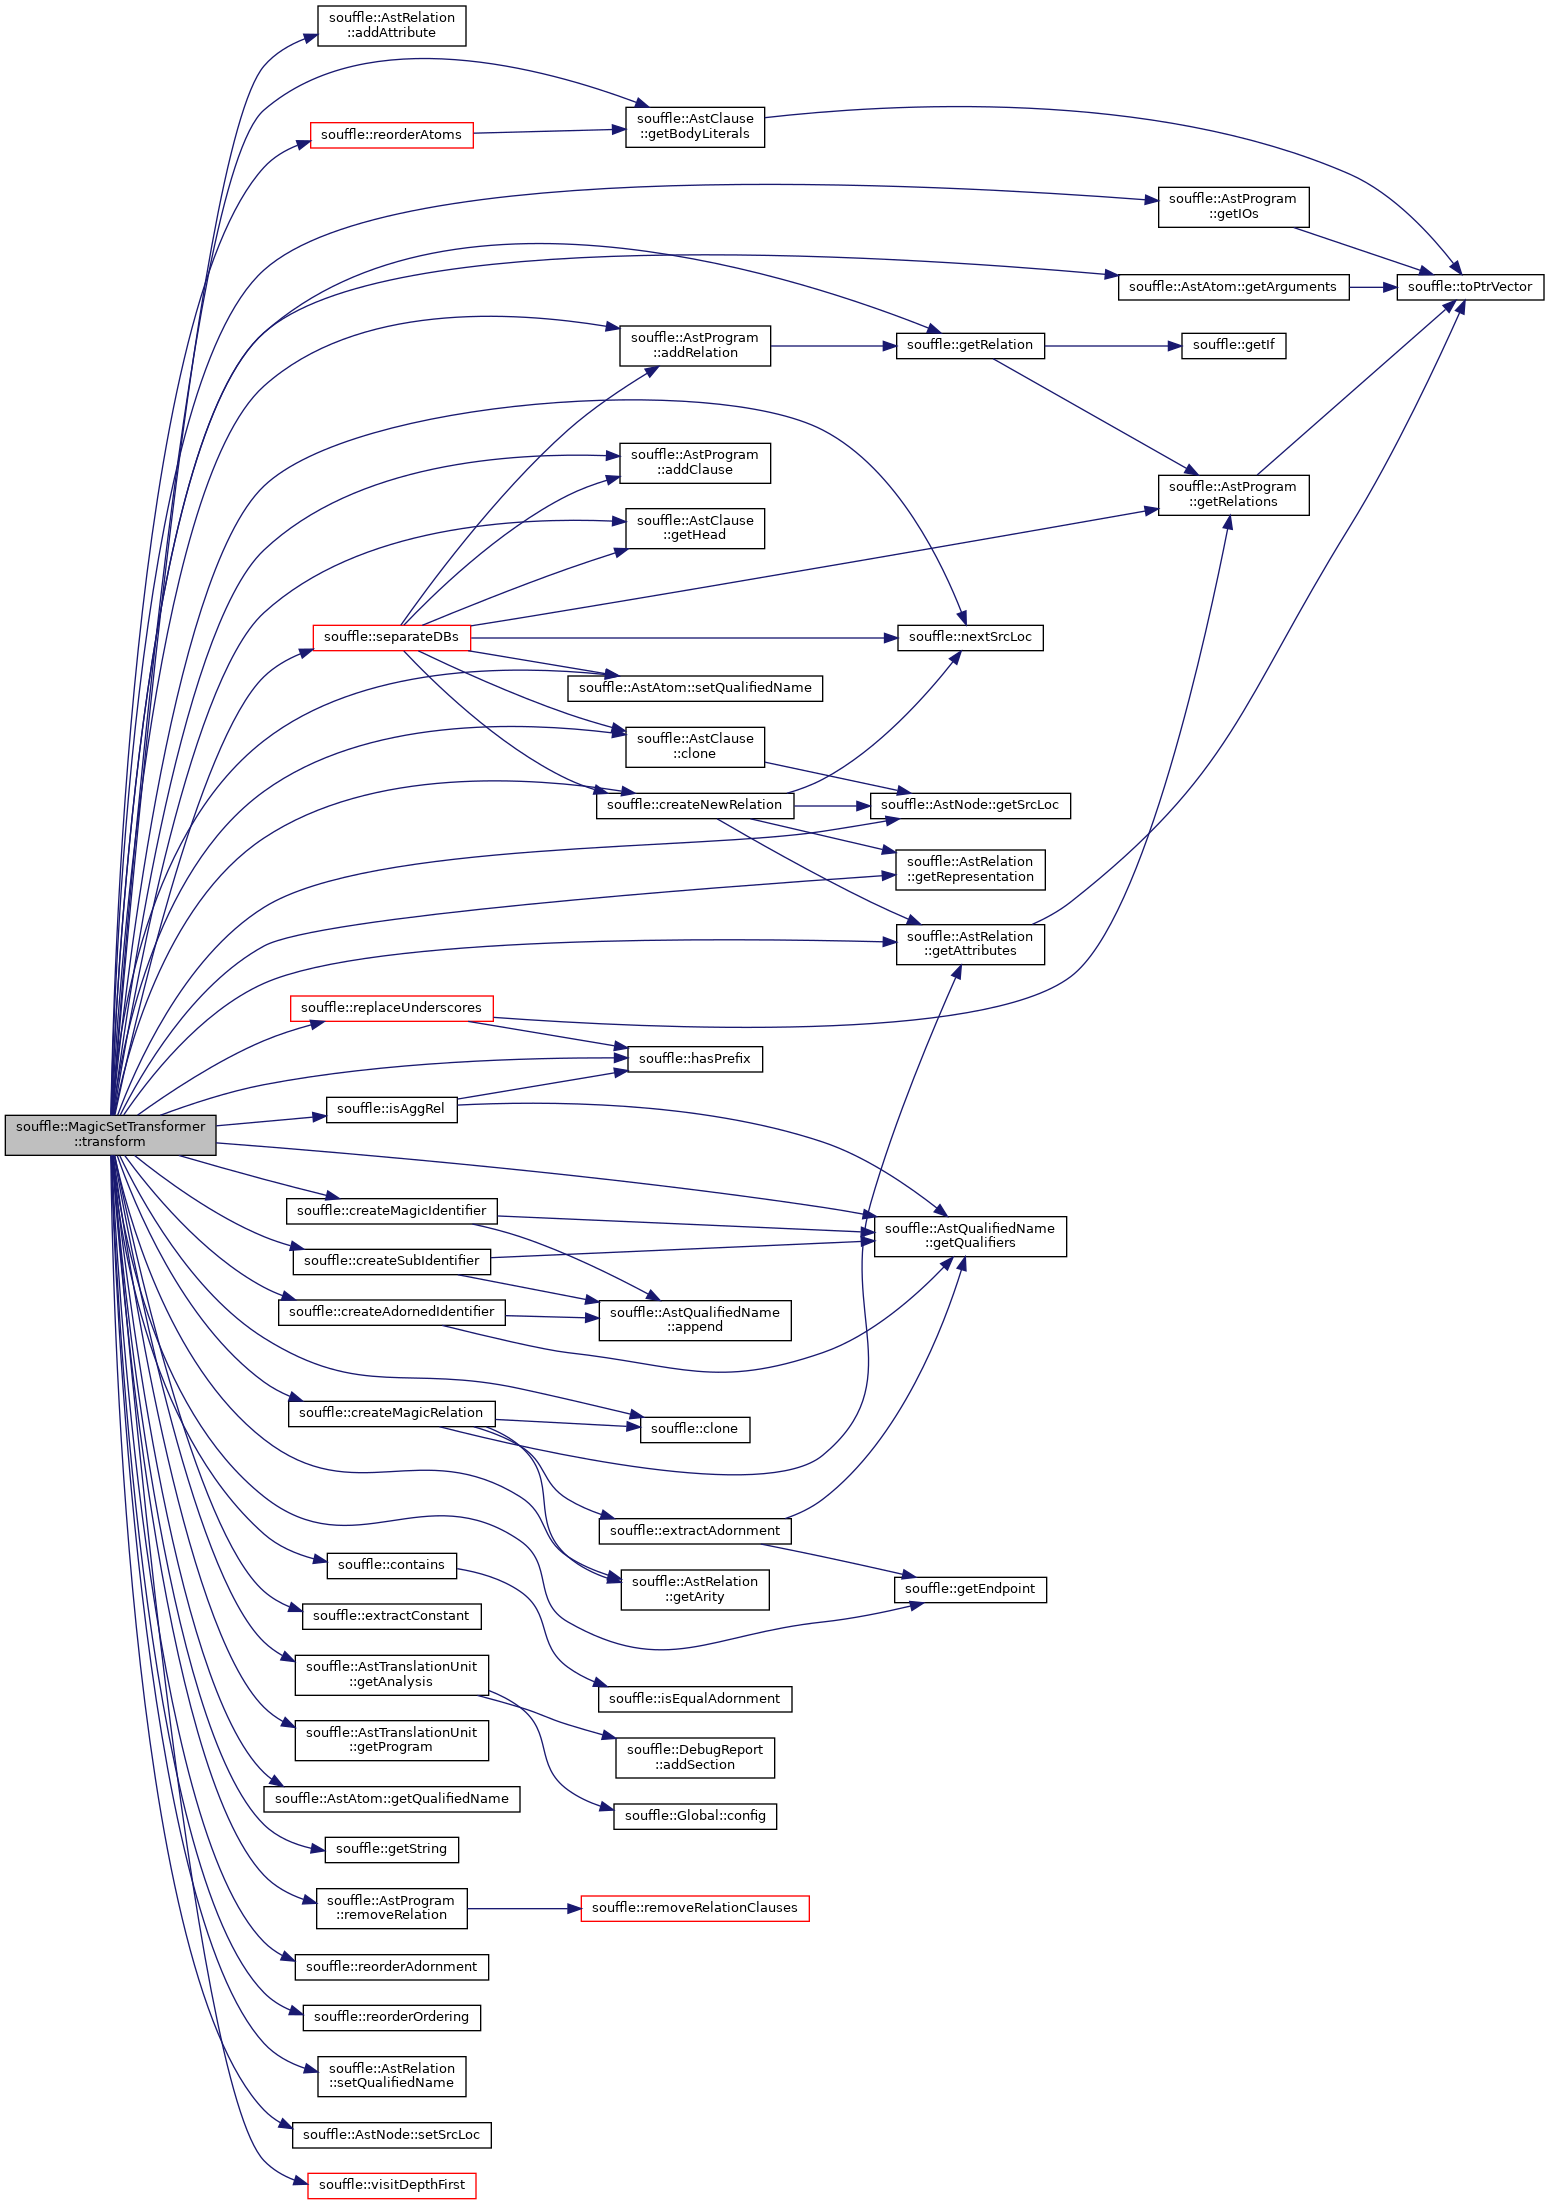 souffle::AstRelation
::addAttribute
souffle::AstClause
::getBodyLiterals
souffle::reorderAtoms
souffle::AstProgram
::getIOs
souffle::AstAtom::getArguments
souffle::toPtrVector
souffle::AstProgram
::addRelation
souffle::getRelation
souffle::getIf
souffle::AstProgram
::addClause
souffle::AstProgram
::getRelations
souffle::AstClause
::getHead
souffle::separateDBs
souffle::nextSrcLoc
souffle::AstAtom::setQualifiedName
souffle::AstClause
::clone
souffle::createNewRelation
souffle::AstNode::getSrcLoc
souffle::AstRelation
::getRepresentation
souffle::AstRelation
::getAttributes
souffle::replaceUnderscores
souffle::hasPrefix
souffle::isAggRel
souffle::MagicSetTransformer
::transform
souffle::createMagicIdentifier
souffle::AstQualifiedName
::getQualifiers
souffle::createSubIdentifier
souffle::createAdornedIdentifier
souffle::AstQualifiedName
::append
souffle::createMagicRelation
souffle::clone
souffle::extractAdornment
souffle::contains
souffle::AstRelation
::getArity
souffle::getEndpoint
souffle::extractConstant
souffle::AstTranslationUnit
::getAnalysis
souffle::isEqualAdornment
souffle::AstTranslationUnit
::getProgram
souffle::DebugReport
::addSection
souffle::AstAtom::getQualifiedName
souffle::Global::config
souffle::getString
souffle::AstProgram
::removeRelation
souffle::removeRelationClauses
souffle::reorderAdornment
souffle::reorderOrdering
souffle::AstRelation
::setQualifiedName
souffle::AstNode::setSrcLoc
souffle::visitDepthFirst